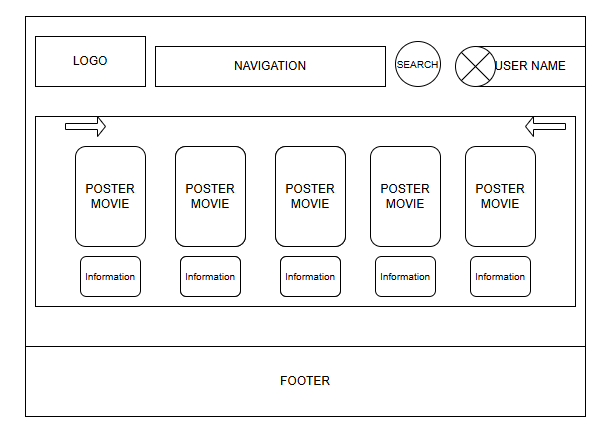 LOGO
NAVIGATION
SEARCH
USER NAME
POSTER
MOVIE
POSTER
MOVIE
POSTER
MOVIE
POSTER
MOVIE
POSTER
MOVIE
Information
Information
Information
Information
Information
FOOTER